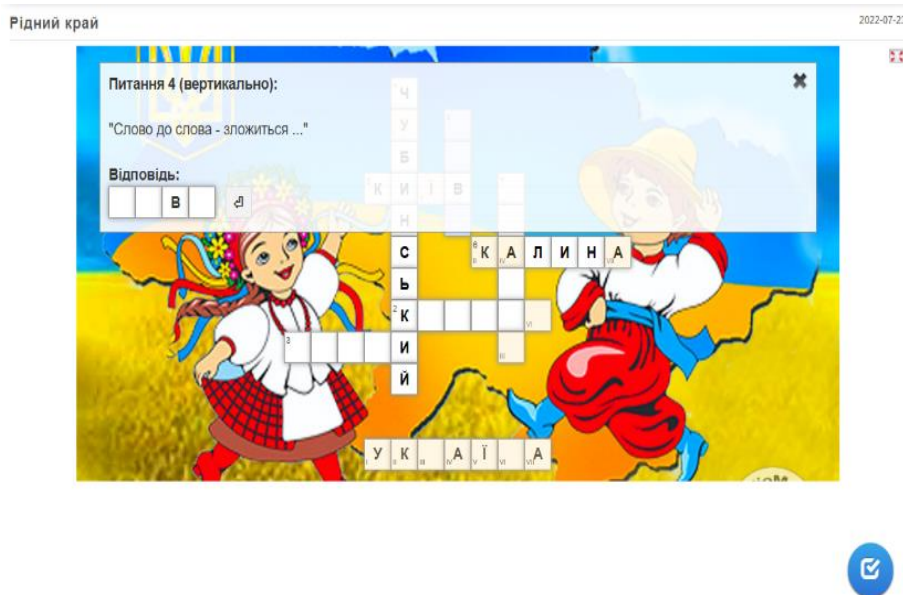 Рідний край
2022-07-2
Питання 4 (вертикально):
"Слово до слова - зложиться ..."
Відповідь:
В
Ч
У
Б
К И Ї В
Н
С
Ь
К
И
Й
К А Л И Н А
У К А Ї А